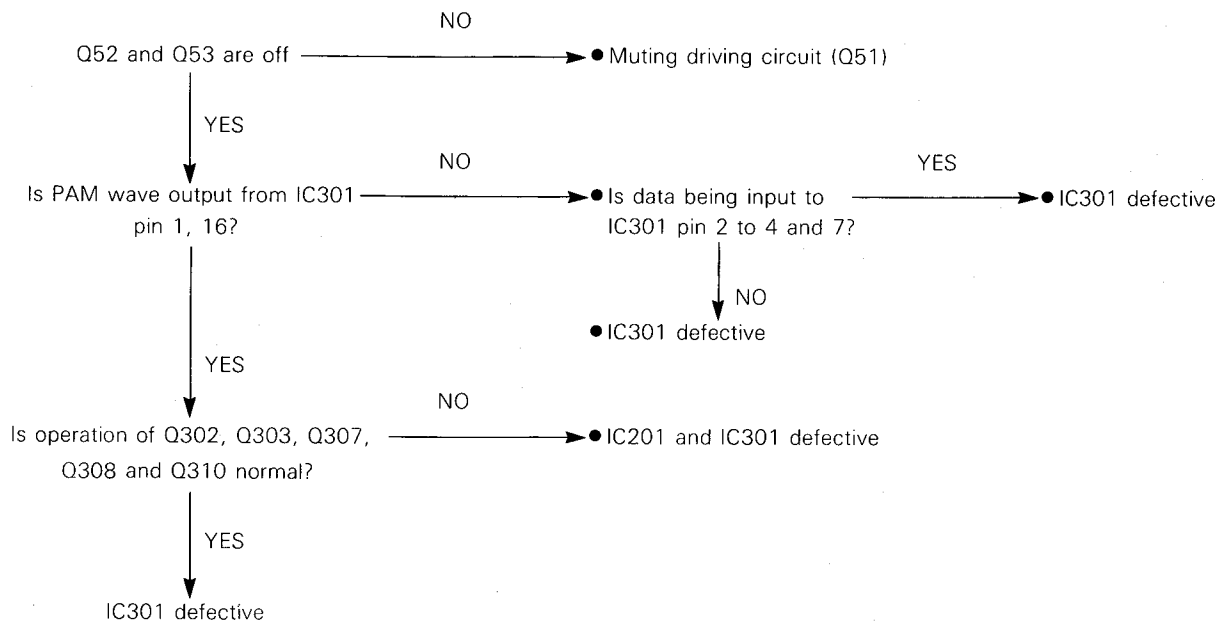 NO
Q52 and Q53 are off
● Muting driving circuit (Q51)
YES
NO
YES
Is PAM wave output from IC301
pin 1, 16?
● Is data being input to
IC301 pin 2 to 4 and 7?
● IC301 defective
NO
● IC301 defective
YES
NO
Is operation of Q302, Q303, Q307,
Q308 and Q310 normal?
● IC201 and IC301 defective
YES
IC301 defective